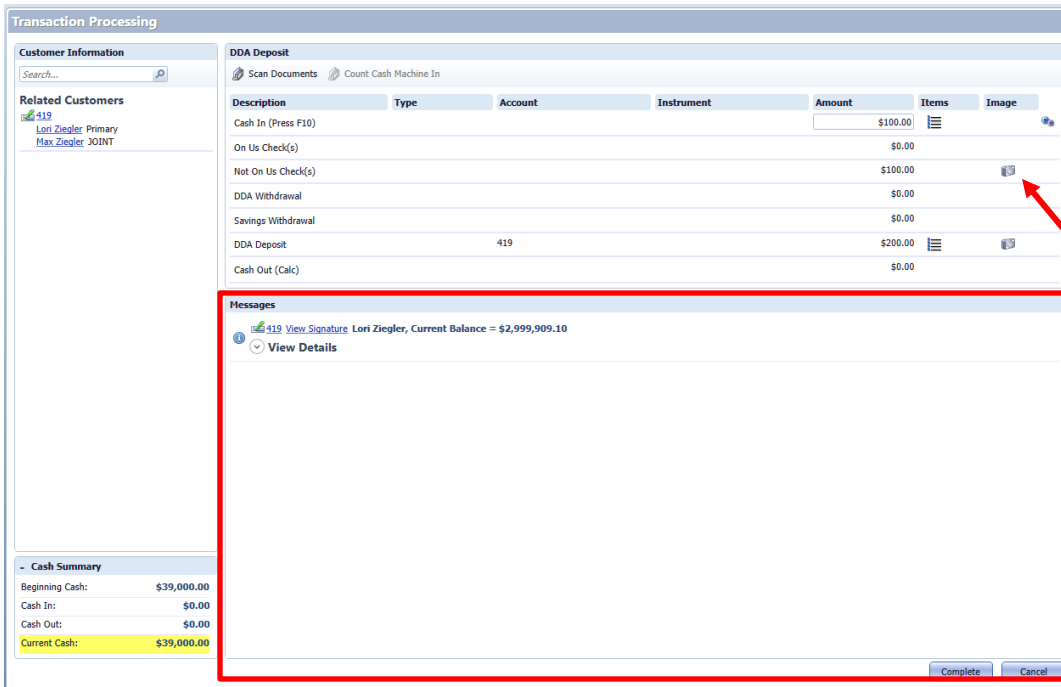 Transaction Processing
Customer Information
Search...
Related Customers
419
Lori Ziegler Primary
Max Ziegler JOINT
DDA Deposit
Scan Documents Count Cash Machine In
Description Type Account Instrument Amount Items Image
Cash In (Press F10) $100.00
On Us Check(s) $0.00
Not On Us Check(s) $100.00
DDA Withdrawal $0.00
Savings Withdrawal $0.00
DDA Deposit 419 $200.00
Cash Out (Calc) $0.00
Messages
419 View Signature Lori Ziegler, Current Balance = $2,999,909.10
View Details
- Cash Summary
Beginning Cash: $39,000.00
Cash In: $0.00
Cash Out: $0.00
Current Cash: $39,000.00
Complete Cancel